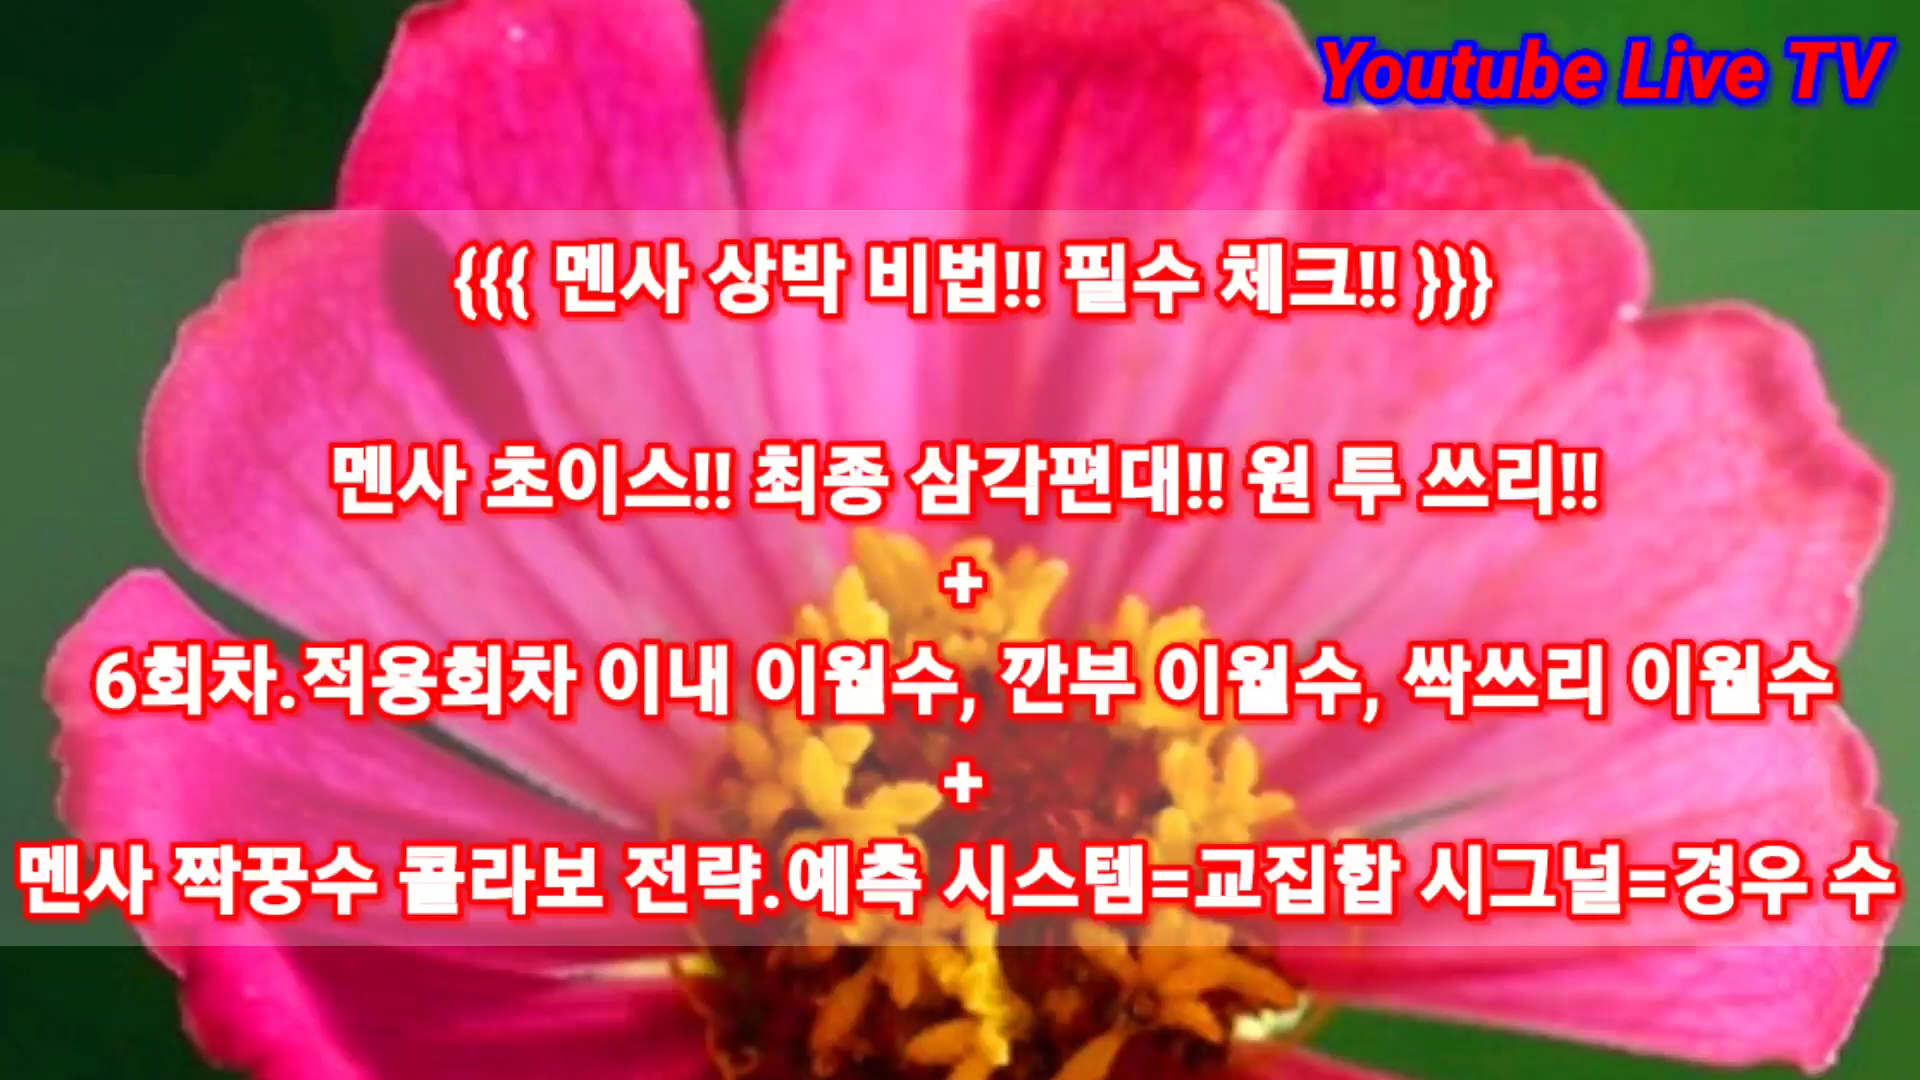 Youtube Live TV
{{{ 멘사 상박 비법!! 필수 체크!! }}}
멘사 초이스!! 최종 삼각편대!! 원 투 쓰리!!
+
6회차.적용회차 이내 이월수, 깐부 이월수, 싹쓰리 이월수
+
멘사 짝꿍수 콜라보 전략.예측 시스템=교집합 시그널=경우 수